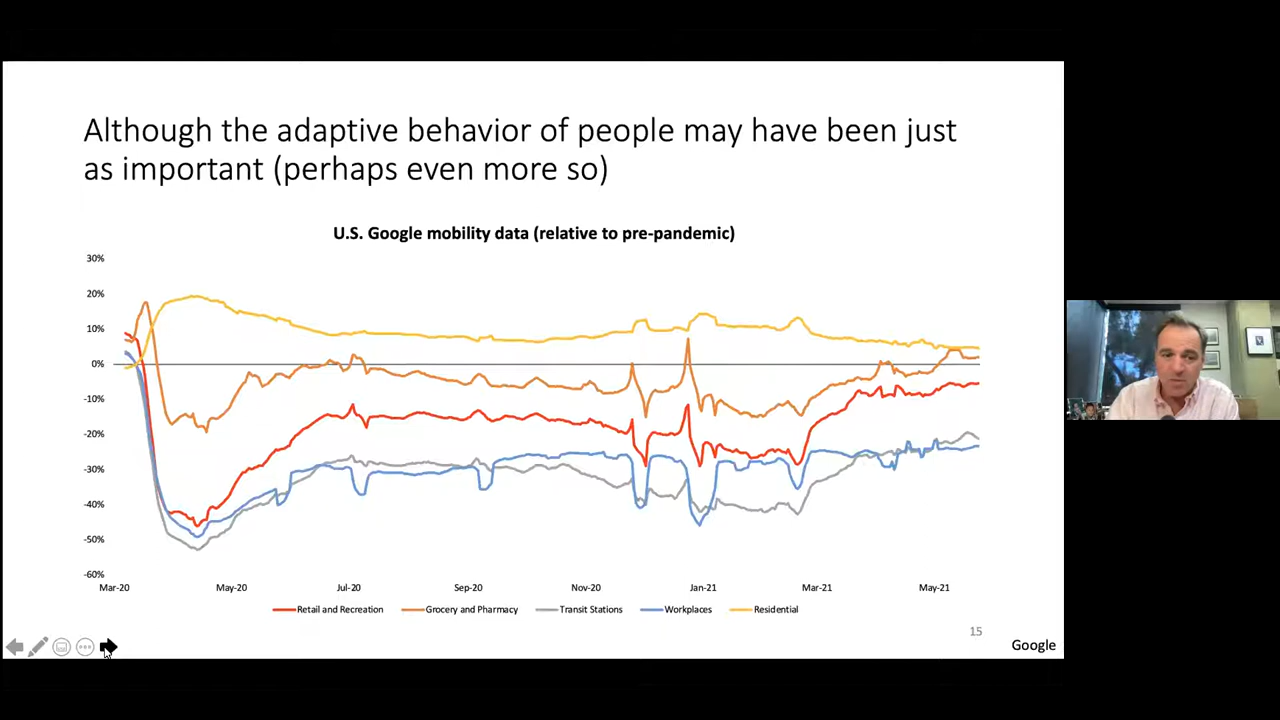 Although the adaptive behavior of people may have been just
as important (perhaps even more so)
U.S. Google mobility data (relative to pre-pandemic)
30%
20%
10%
0%
-10%
-20%
-30%
-40%
-50%
-60%
Mar-20 May-20 Jul-20 Sep-20 Nov-20 Jan-21 Mar-21 May-21
Retail and Recreation Grocery and Pharmacy Transit Stations Workplaces Residential
15
Google